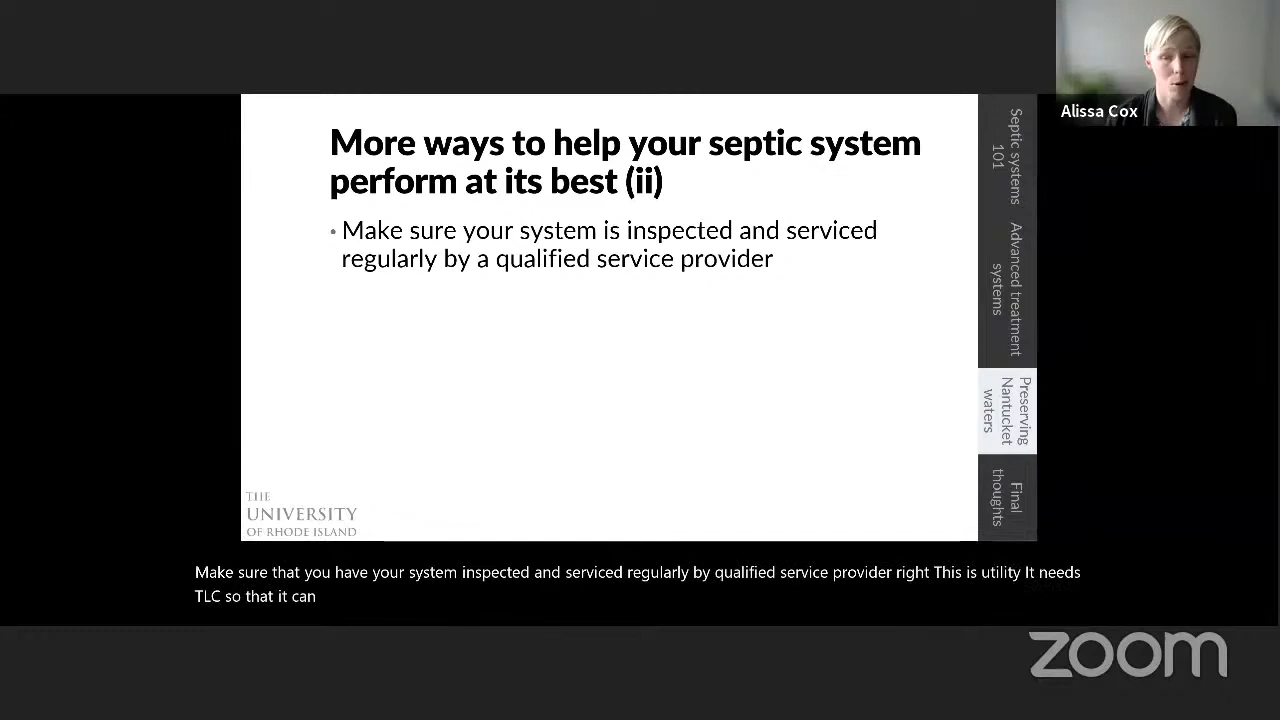 Alissa Cox
More ways to help your septic system
perform at its best (ii)
• Make sure your system is inspected and serviced
regularly by a qualified service provider
Septic systems
101
Advanced treatment
systems
Preserving
Nantucket
waters
Final
thoughts
THE
UNIVERSITY
OF RHODE ISLAND
Make sure that you have your system inspected and serviced regularly by qualified service provider right This is utility It needs
TLC so that it can
zoom